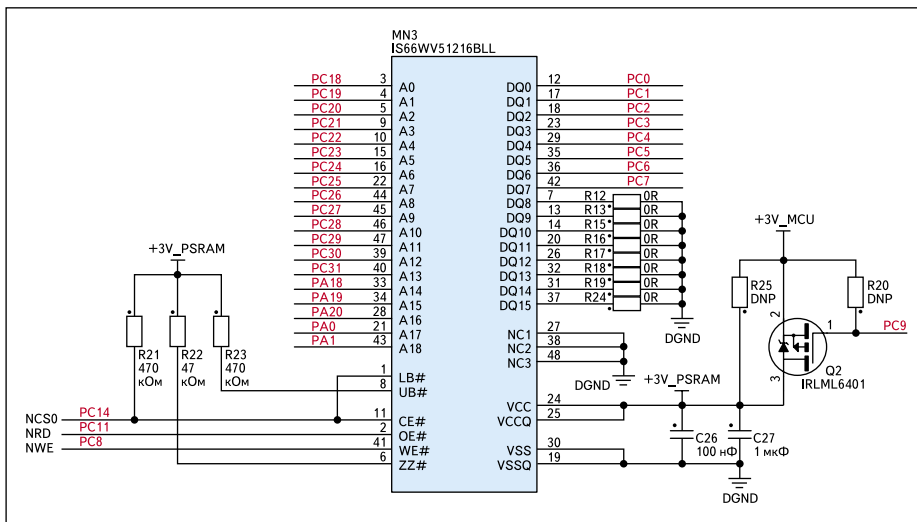 MN3
IS66WV51216BLL
PC18 3 A0 DQ0 12 PC0
PC19 4 A1 DQ1 17 PC1
PC20 5 A2 DQ2 18 PC2
PC21 9 A3 DQ3 23 PC3
PC22 10 A4 DQ4 29 PC4
PC23 15 A5 DQ5 35 PC5
PC24 16 A6 DQ6 36 PC6
PC25 22 A7 DQ7 42 PC7
PC26 44 A8 DQ8 7 R12 0R
PC27 45 A9 DQ9 13 R13 0R
PC28 46 A10 DQ10 14 R15 0R
PC29 47 A11 DQ11 20 R16 0R
PC30 39 A12 DQ12 26 R17 0R
PC31 40 A13 DQ13 32 R18 0R
PA18 33 A14 DQ14 31 R19 0R
PA19 34 A15 DQ15 37 R24 0R
PA20 28 A16
PA0 21 A17 NC1 27
PA1 43 A18 NC2 38
NC3 48
DGND
DGND
1 LB#
8 UB#
NCS0 PC14 11 CE#
NRD PC11 2 OE#
NWE PC8 41 WE#
6 ZZ#
VCC 24
VCCQ 25
VSS 30
VSSQ 19
+3V_PSRAM
R21
470
кОм
R22
47
кОм
R23
470
кОм
+3V_MCU
R25
DNP
R20
DNP
2
1
3
PC9
Q2
IRLML6401
+3V_PSRAM
C26
100 нФ
C27
1 мкФ
DGND